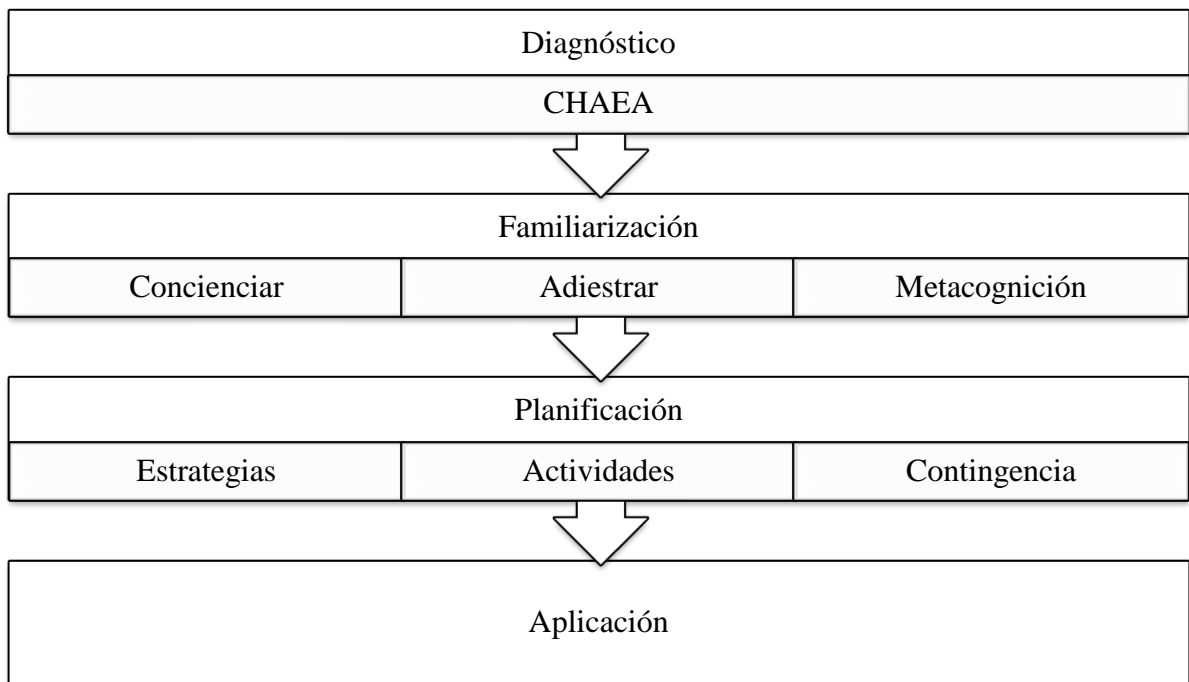 Diagnóstico
CHAEA
Familiarización
Concienciar
Adiestrar
Metacognición
Planificación
Estrategias
Actividades
Contingencia
Aplicación